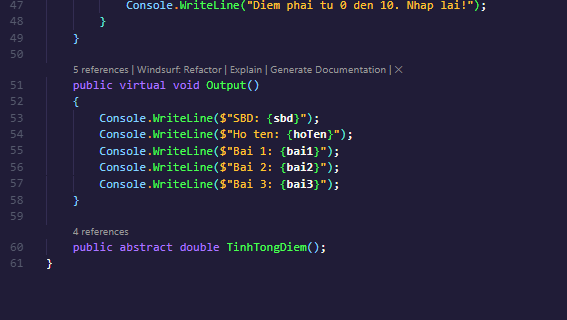 47 Console.WriteLine("Diem phai tu 0 den 10. Nhap lai!");
48 }
49 }
50
5 references | Windsurf: Refactor | Explain | Generate Documentation | ×
51 public virtual void Output()
52 {
53 Console.WriteLine($"SBD: {sbd}");
54 Console.WriteLine($"Ho ten: {hoTen}");
55 Console.WriteLine($"Bai 1: {bai1}");
56 Console.WriteLine($"Bai 2: {bai2}");
57 Console.WriteLine($"Bai 3: {bai3}");
58 }
59
4 references
60 public abstract double TinhTongDiem();
61 }